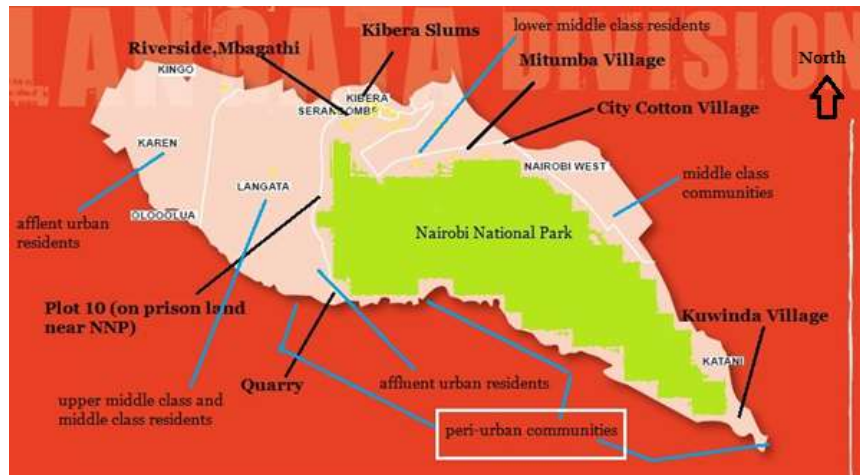 LANGATA DIVISION
lower middle class residents
Kibera Slums
Riverside,Mbagathi
Mitumba Village
North
KINGO
KIBERA
City Cotton Village
KAREN
NAIROBI WEST
LANGATA
middle class
communities
OLOOOLUA
afflent urban
residents
Nairobi National Park
Plot 10 (on prison land
near NNP)
Kuwinda Village
KATANI
Quarry
affluent urban residents
upper middle class and
middle class residents
peri-urban communities